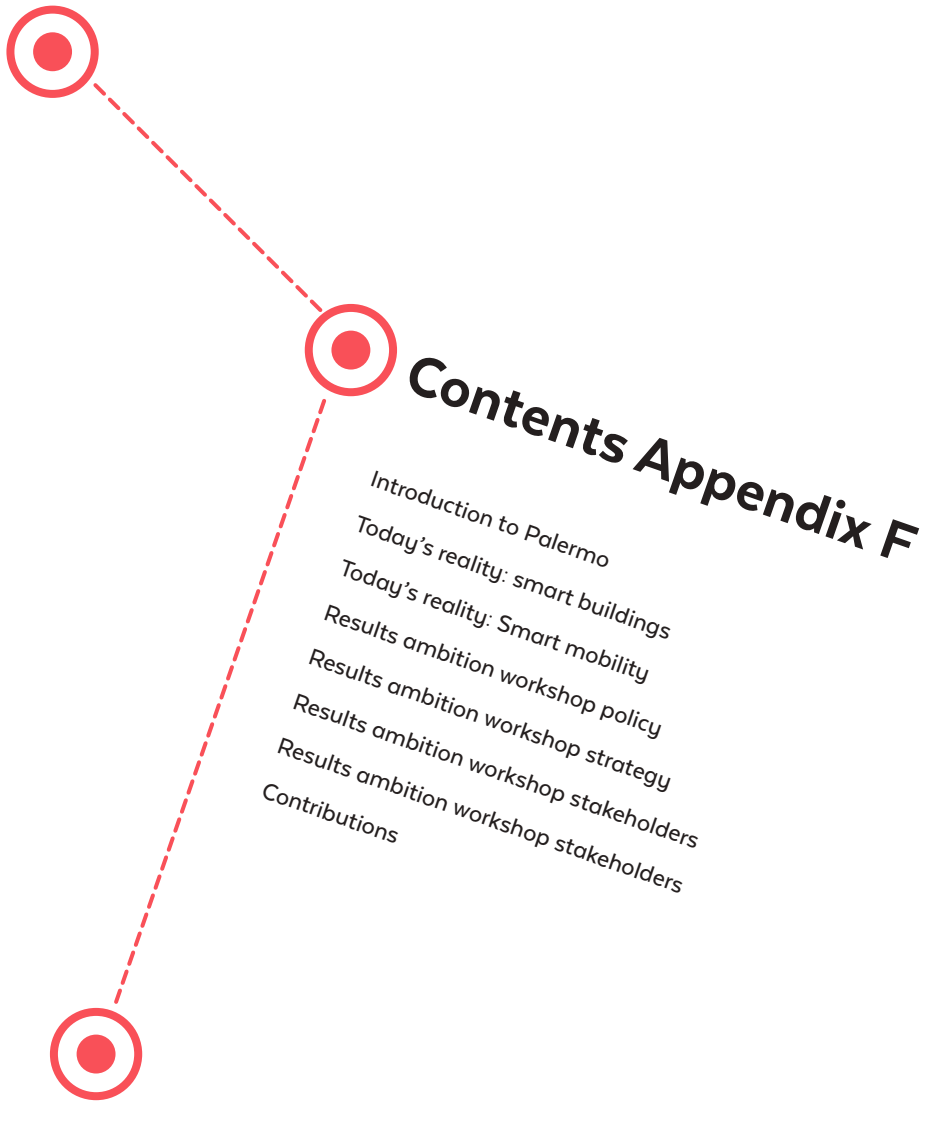 Contents Appendix F
Introduction to Palermo
Today’s reality: smart buildings
Today’s reality: Smart mobility
Results ambition workshop policy
Results ambition workshop strategy
Results ambition workshop stakeholders
Results ambition workshop stakeholders
Contributions